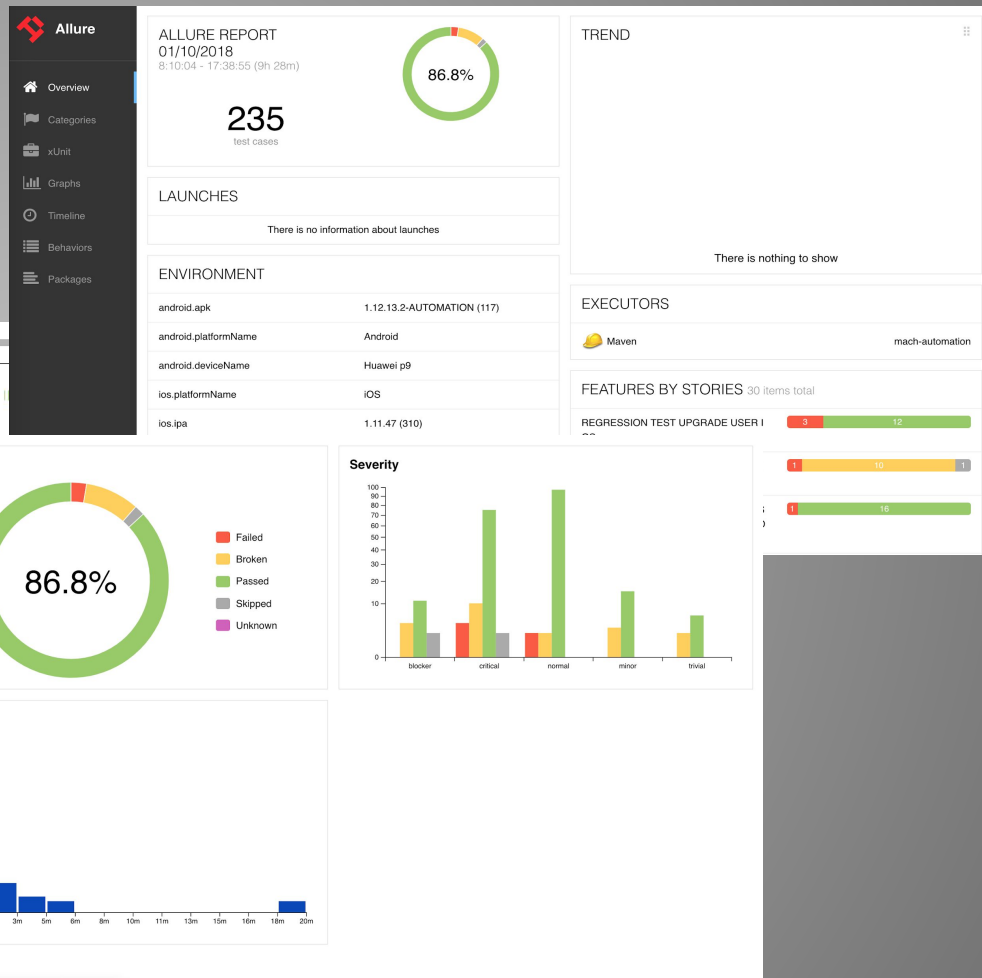 Allure
Overview
Categories
xUnit
Graphs
Timeline
Behaviors
Packages
ALLURE REPORT
01/10/2018
8:10:04 - 17:38:55 (9h 28m)
235
test cases
86.8%
LAUNCHES
There is no information about launches
ENVIRONMENT
android.apk 1.12.13.2-AUTOMATION (117)
android.platformName Android
android.deviceName Huawei p9
ios.platformName iOS
ios.ipa 1.11.47 (310)
TREND
There is nothing to show
EXECUTORS
Maven mach-automation
FEATURES BY STORIES 30 items total
REGRESSION TEST UPGRADE USER I
3 12
1 10 1
1 16
86.8%
Failed
Broken
Passed
Skipped
Unknown
Severity
100
90
80
70
60
50
40
30
20
10
0
blocker critical normal minor trivial
3m 5m 6m 8m 10m 11m 13m 15m 16m 18m 20m